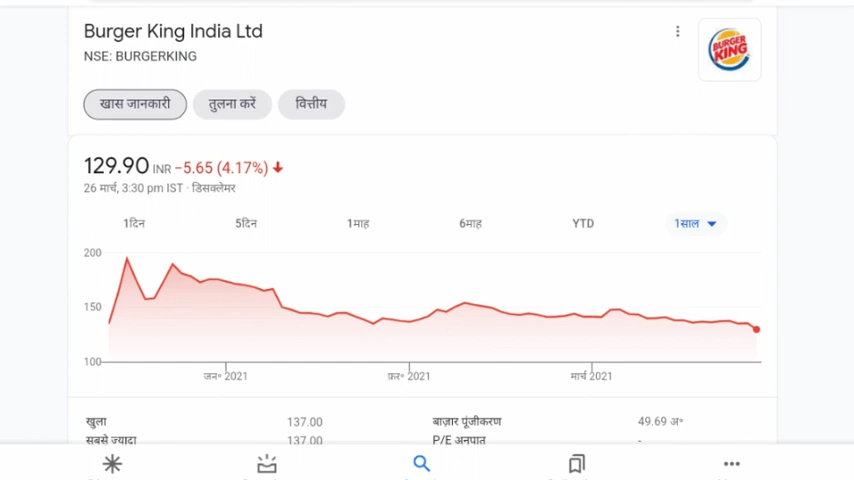 Burger King India Ltd
NSE: BURGERKING
BURGER KING
खास जानकारी तुलना करें वित्तीय
129.90 INR −5.65 (4.17%)
26 मार्च, 3:30 pm IST · डिसक्लेमर
1दिन 5दिन 1माह 6माह YTD 1साल
200
150
100
जन॰ 2021 फ़र॰ 2021 मार्च 2021
खुला 137.00 बाज़ार पूंजीकरण 49.69 अ॰
सबसे ज्यादा 137.00 P/E अनुपात -